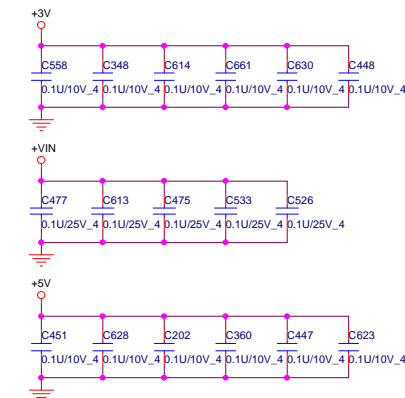 +3V
C558 C348 C614 C661 C630 C448
0.1U/10V_4 0.1U/10V_4 0.1U/10V_4 0.1U/10V_4 0.1U/10V_4 0.1U/10V_4
+VIN
C477 C613 C475 C533 C526
0.1U/25V_4 0.1U/25V_4 0.1U/25V_4 0.1U/25V_4 0.1U/25V_4
+5V
C451 C628 C202 C360 C447 C623
0.1U/10V_4 0.1U/10V_4 0.1U/10V_4 0.1U/10V_4 0.1U/10V_4 0.1U/10V_4